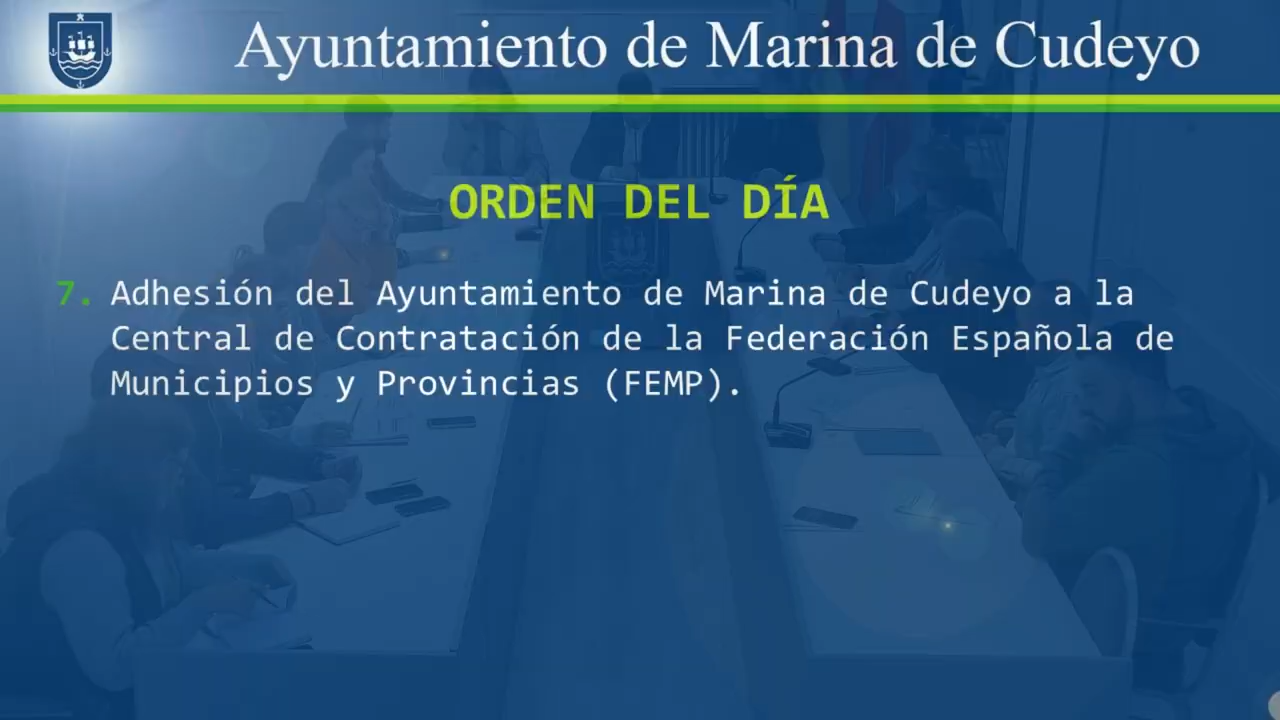 Ayuntamiento de Marina de Cudeyo
ORDEN DEL DÍA
7. Adhesión del Ayuntamiento de Marina de Cudeyo a la
Central de Contratación de la Federación Española de
Municipios y Provincias (FEMP).